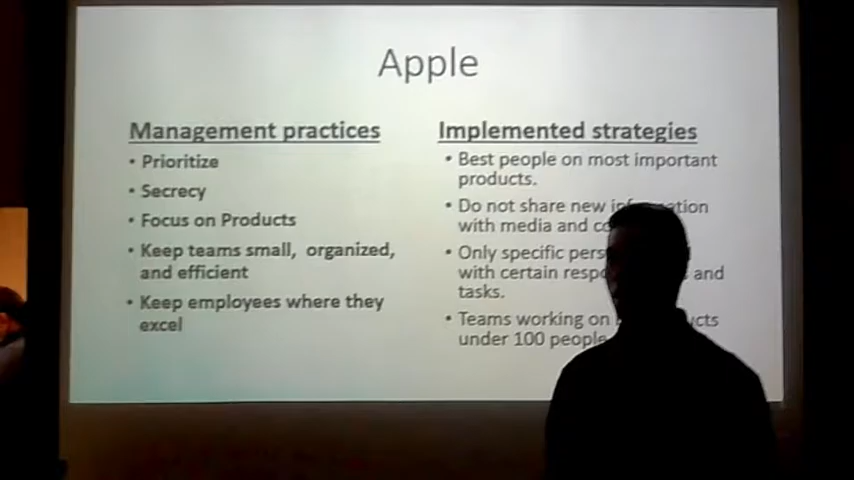 Apple
Management practices
• Prioritize
• Secrecy
• Focus on Products
• Keep teams small, organized,
and efficient
• Keep employees where they
excel
Implemented strategies
• Best people on most important
products.
• Do not share new
with media and
• Only specific
with certain and
tasks.
• Teams working on
under 100 people